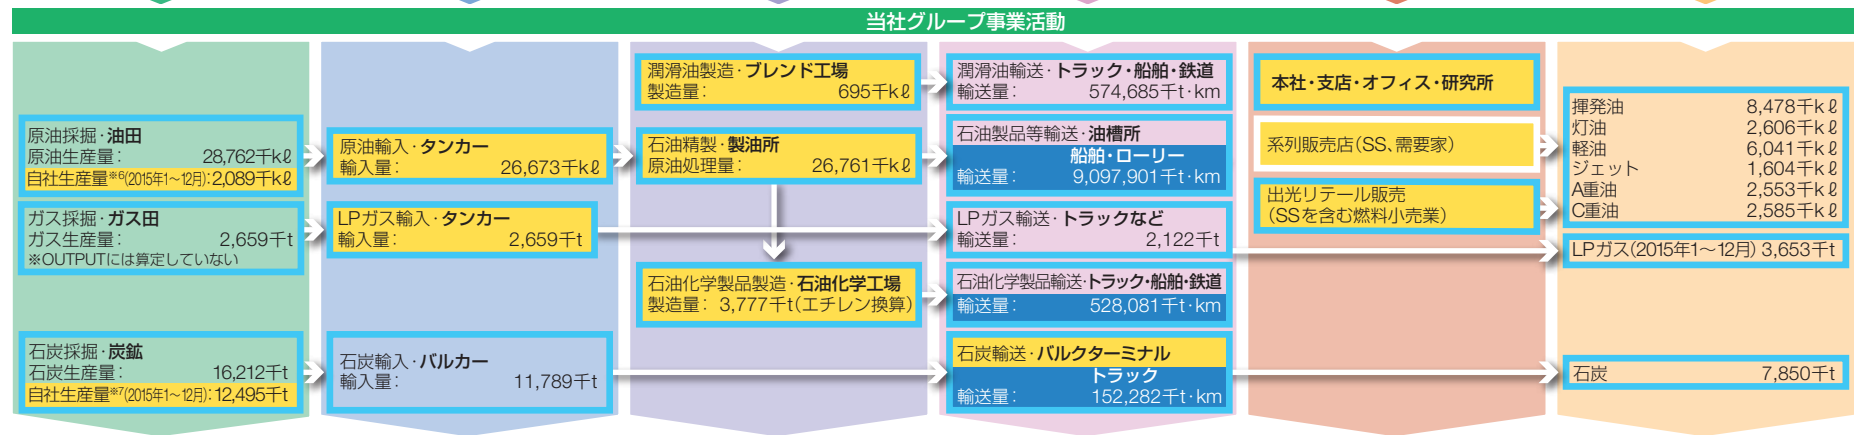 当社グループ事業活動
原油採掘・油田
原油生産量： 28,762千kℓ
自社生産量※6(2015年1～12月)：2,089千kℓ
ガス採掘・ガス田
ガス生産量： 2,659千t
※OUTPUTには算定していない
石炭採掘・炭鉱
石炭生産量： 16,212千t
自社生産量※7(2015年1～12月)：12,495千t
原油輸入・タンカー
輸入量： 26,673千kℓ
LPガス輸入・タンカー
輸入量： 2,659千t
石炭輸入・バルカー
輸入量： 11,789千t
潤滑油製造・ブレンド工場
製造量： 695千kℓ
石油精製・製油所
原油処理量： 26,761千kℓ
石油化学製品製造・石油化学工場
製造量： 3,777千t(エチレン換算)
潤滑油輸送・トラック・船舶・鉄道
輸送量： 574,685千t・km
石油製品等輸送・油槽所
船舶・ローリー
輸送量： 9,097,901千t・km
LPガス輸送・トラックなど
輸送量： 2,122千t
石油化学製品輸送・トラック・船舶・鉄道
輸送量： 528,081千t・km
石炭輸送・バルクターミナル
トラック
輸送量： 152,282千t・km
本社・支店・オフィス・研究所
系列販売店(SS、需要家)
出光リテール販売
(SSを含む燃料小売業)
揮発油 8,478千kℓ
灯油 2,606千kℓ
軽油 6,041千kℓ
ジェット 1,604千kℓ
A重油 2,553千kℓ
C重油 2,585千kℓ
LPガス(2015年1～12月) 3,653千t
石炭 7,850千t